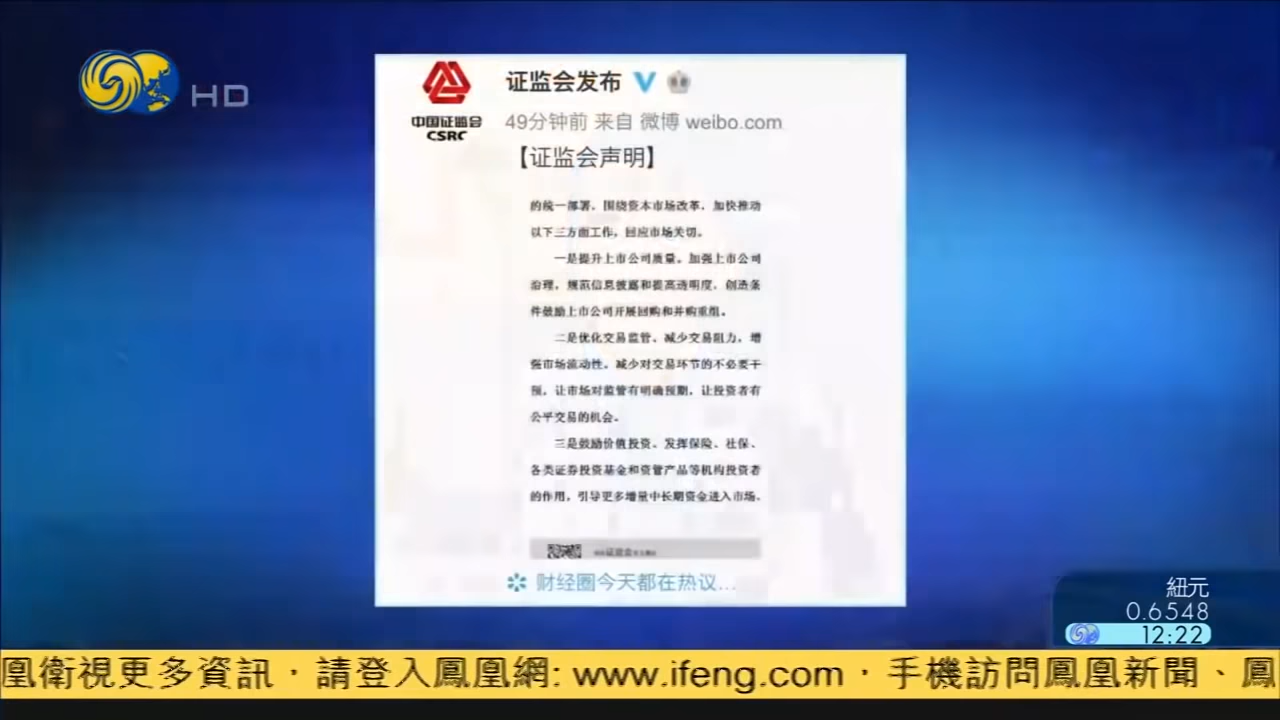 HD
中国证监会
CSRC
证监会发布
49分钟前 来自 微博 weibo.com
【证监会声明】
的统一部署，围绕资本市场改革，加快推动
以下三方面工作，回应市场关切。
一是提升上市公司质量。加强上市公司
治理，规范信息披露和提高透明度，创造条
件鼓励上市公司开展回购和并购重组。
二是优化交易监管。减少交易阻力，增
强市场流动性。减少对交易环节的不必要干
预，让市场对监管有明确预期，让投资者有
公平交易的机会。
三是鼓励价值投资。发挥保险、社保、
各类证券投资基金和资管产品等机构投资者
的作用，引导更多增量中长期资金进入市场。
财经圈今天都在热议...
紐元
0.6548
12:22
凰衛視更多資訊，請登入鳳凰網: www.ifeng.com，手機訪問鳳凰新聞、鳳